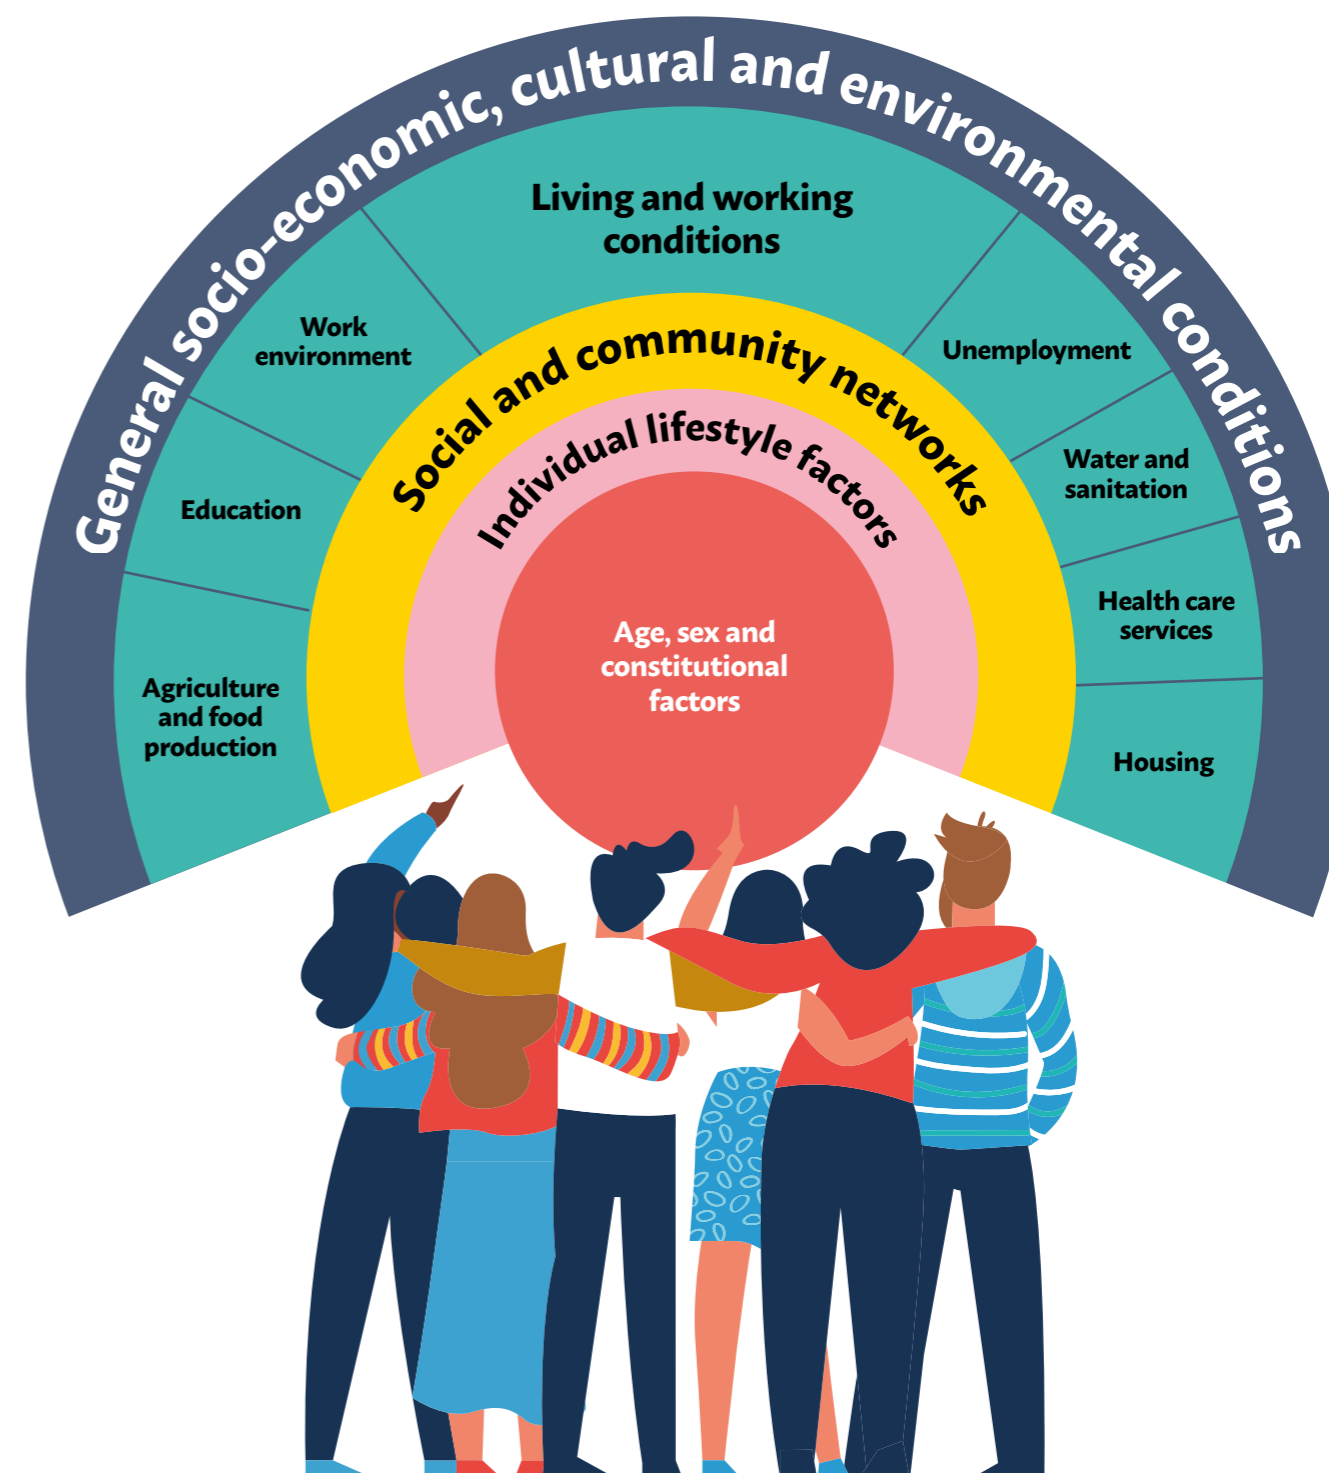 General socio-economic, cultural and environmental conditions
Living and working
conditions
Work
environment
Education
Agriculture
and food
production
Unemployment
Water and
sanitation
Health care
services
Housing
Social and community networks
Individual lifestyle factors
Age, sex and
constitutional
factors